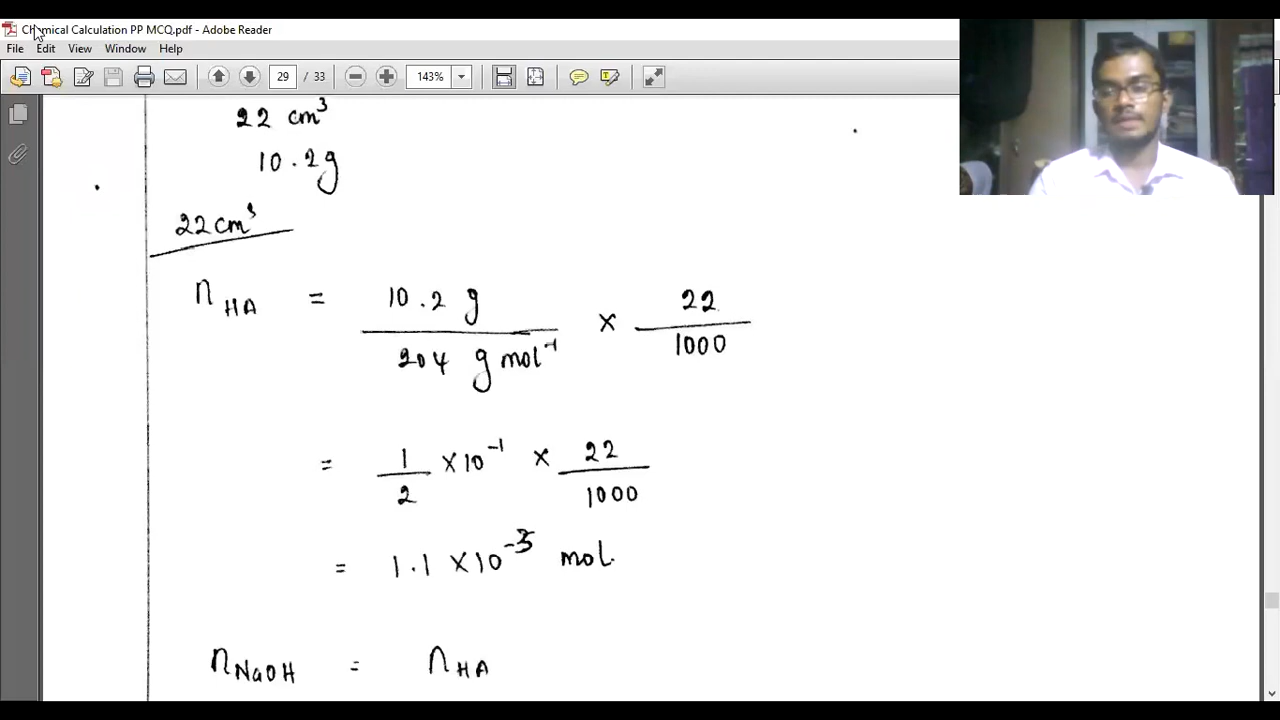 Chemical Calculation PP MCQ.pdf - Adobe Reader
File Edit View Window Help
29 / 33 143%
22 cm³
10.2g
22cm³
n_HA = 10.2 g / 204 g mol⁻¹ × 22 / 1000
= 1/2 ×10⁻¹ × 22 / 1000
= 1.1 ×10⁻³ mol.
n_NaOH = n_HA